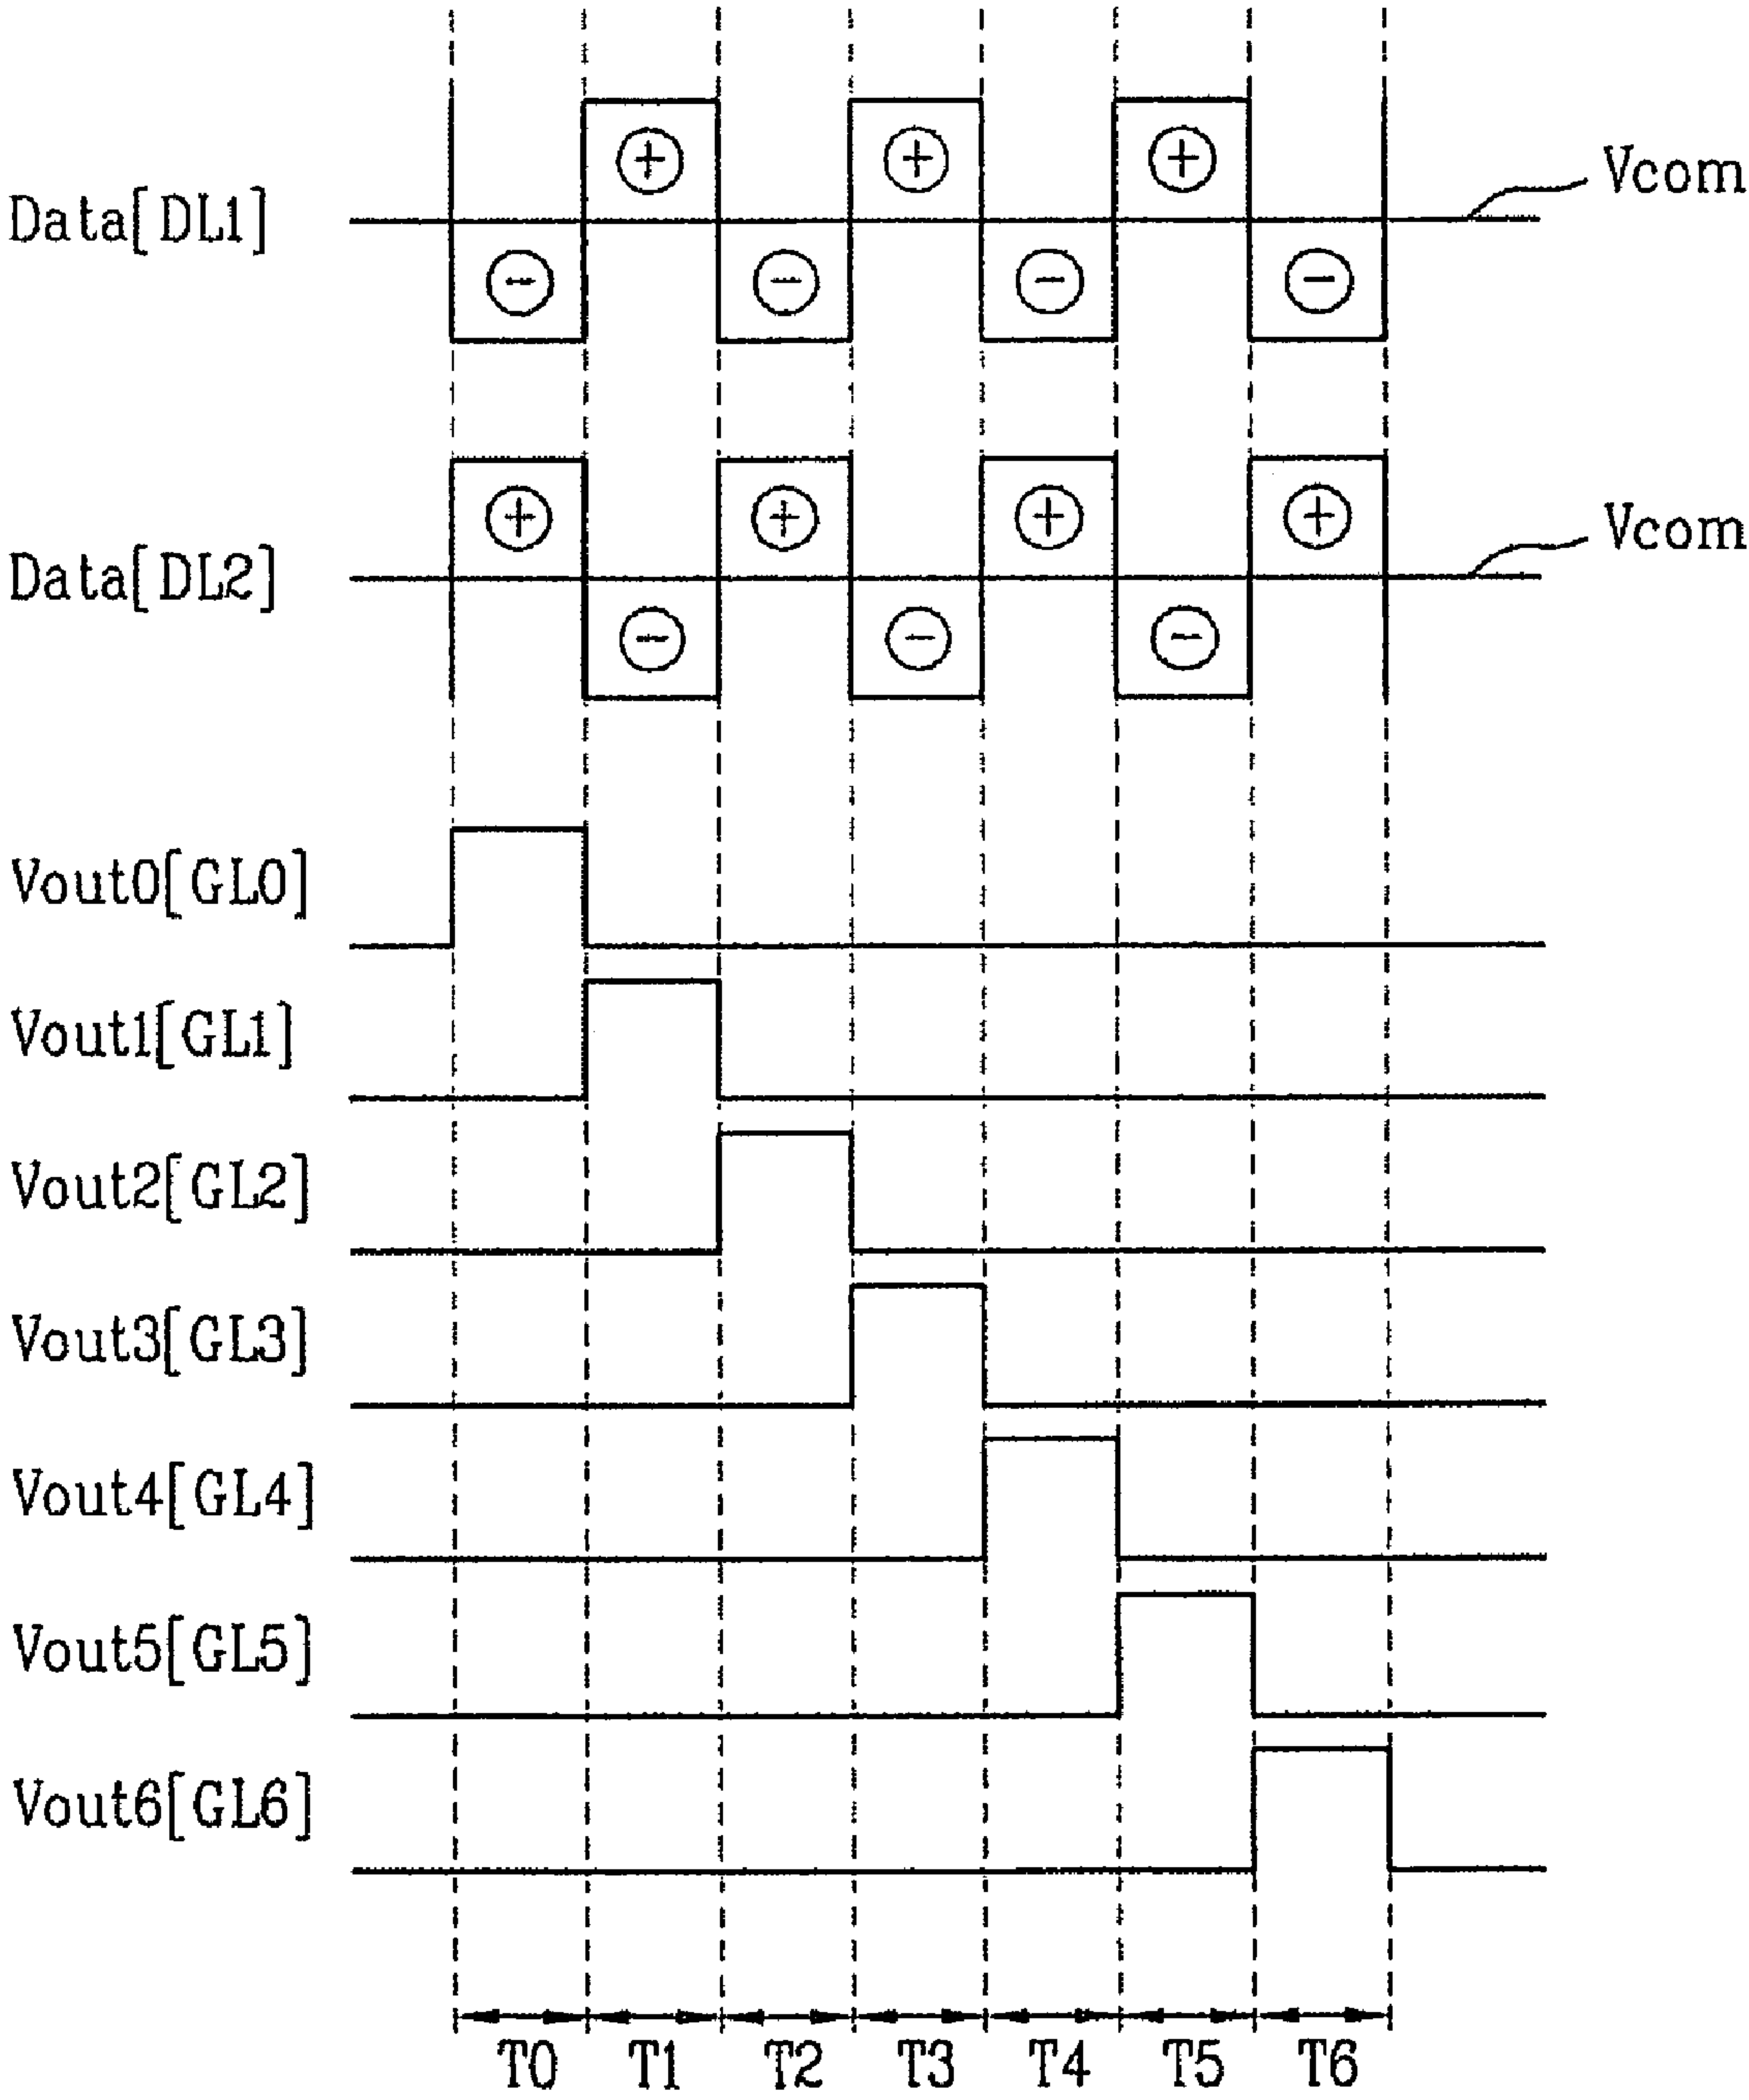 Vcom
Data[DL1]
+ + +
- - - -
Vcom
Data[DL2]
+ + + +
- - -
Vout0[GL0]
Vout1[GL1]
Vout2[GL2]
Vout3[GL3]
Vout4[GL4]
Vout5[GL5]
Vout6[GL6]
T0 T1 T2 T3 T4 T5 T6